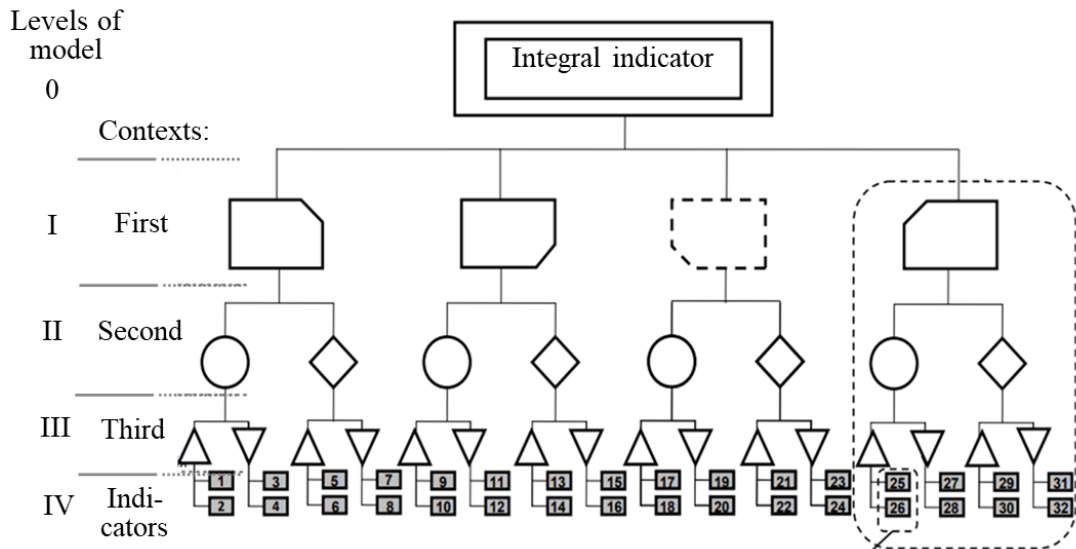 Levels of
model
0
Integral indicator
Contexts:
I First
II Second
III Third
IV Indi-
cators
1 3 5 7 9 11 13 15 17 19 21 23 25 27 29 31
2 4 6 8 10 12 14 16 18 20 22 24 26 28 30 32